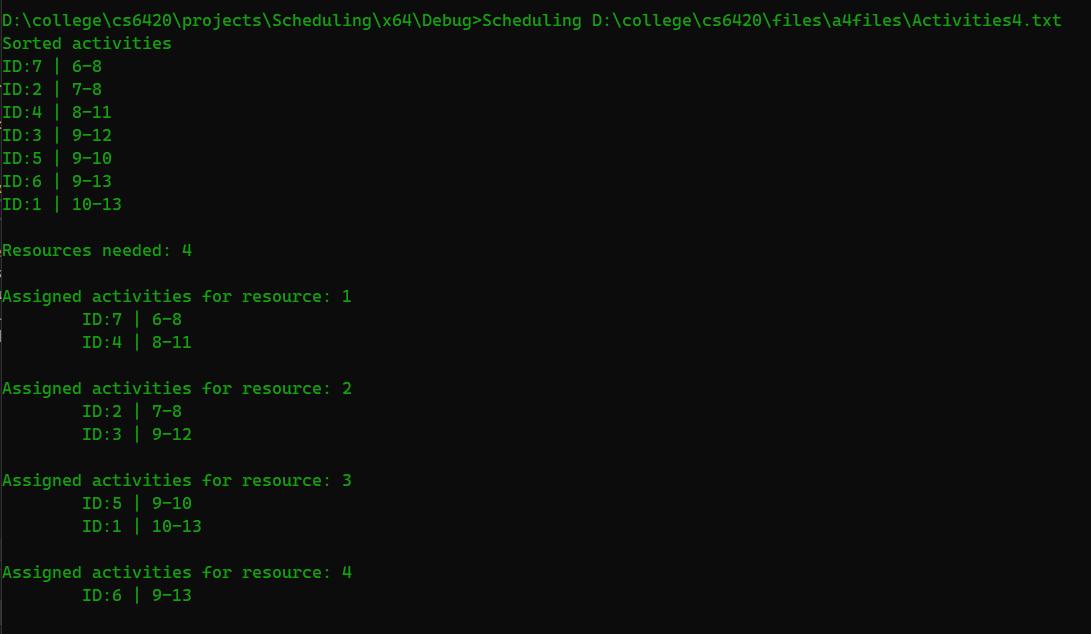 D:\college\cs6420\projects\Scheduling\x64\Debug>Scheduling D:\college\cs6420\files\a4files\Activities4.txt
Sorted activities
ID:7 | 6-8
ID:2 | 7-8
ID:4 | 8-11
ID:3 | 9-12
ID:5 | 9-10
ID:6 | 9-13
ID:1 | 10-13
Resources needed: 4
Assigned activities for resource: 1
ID:7 | 6-8
ID:4 | 8-11
Assigned activities for resource: 2
ID:2 | 7-8
ID:3 | 9-12
Assigned activities for resource: 3
ID:5 | 9-10
ID:1 | 10-13
Assigned activities for resource: 4
ID:6 | 9-13